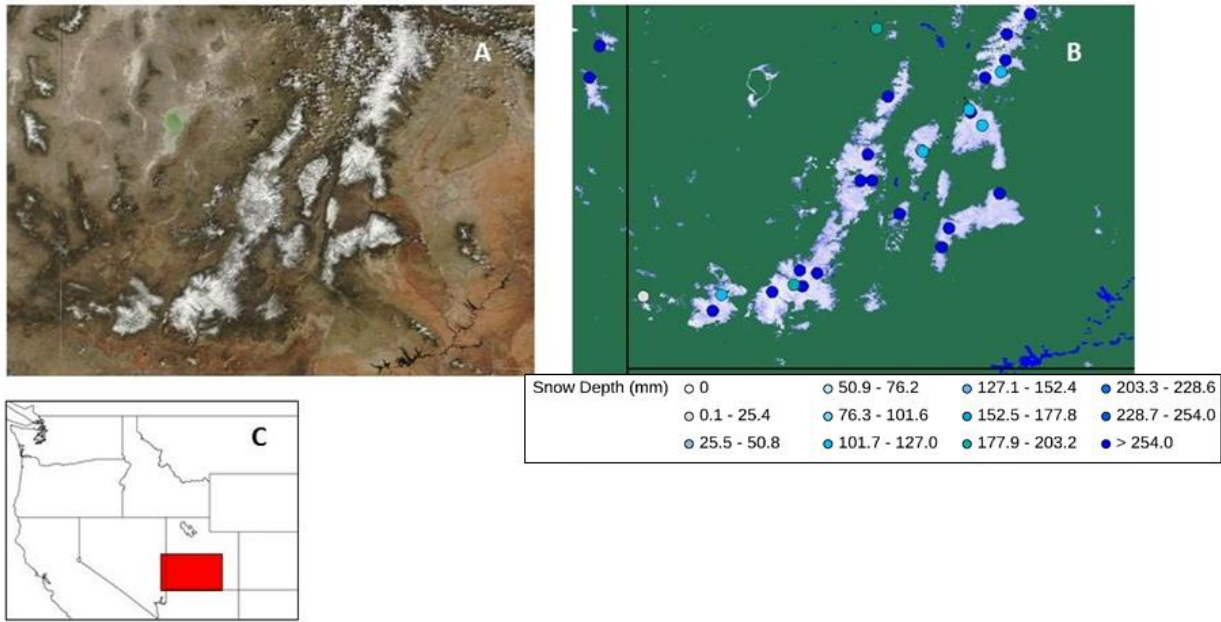 A
B
Snow Depth (mm)
0
50.9 - 76.2
127.1 - 152.4
203.3 - 228.6
0.1 - 25.4
76.3 - 101.6
152.5 - 177.8
228.7 - 254.0
25.5 - 50.8
101.7 - 127.0
177.9 - 203.2
> 254.0
C